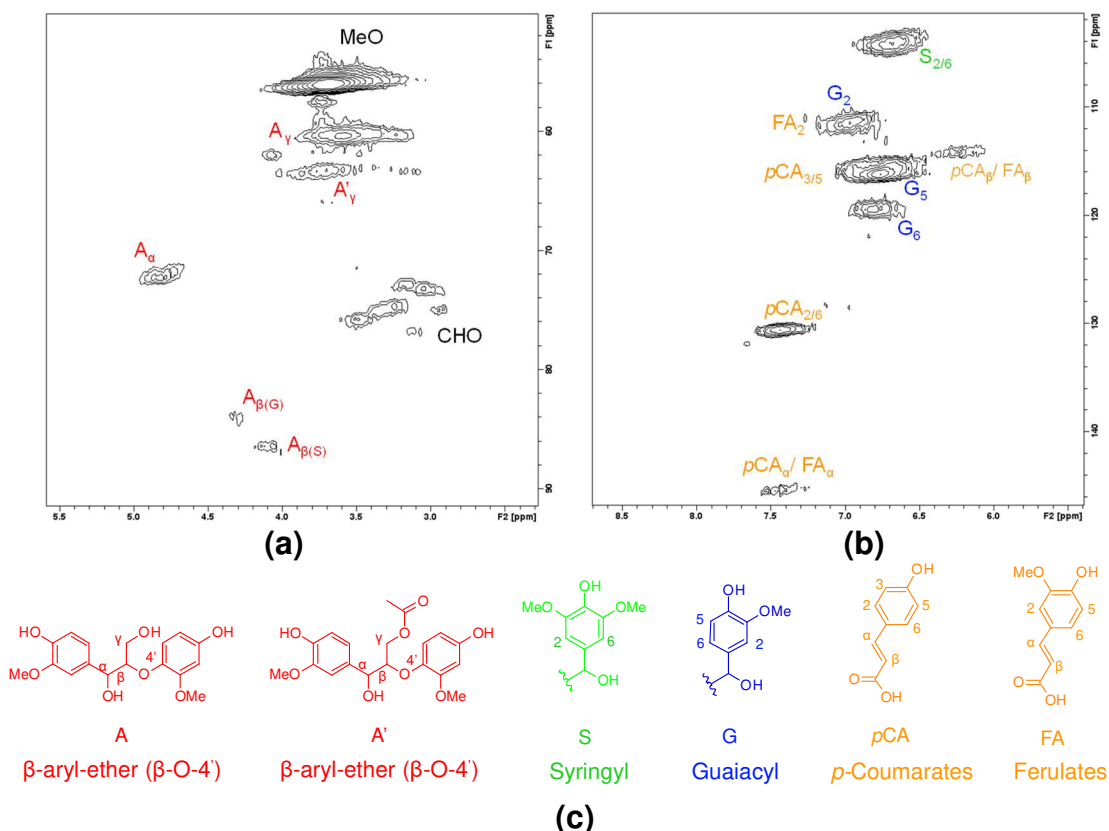 MeO
Aγ
A'γ
Aα
CHO
Aβ(G)
Aβ(S)
60
70
80
90
F1 [ppm]
5.5 5.0 4.5 4.0 3.5 3.0 F2 [ppm]
(a)
S2/6
G2
FA2
pCA3/5
pCAβ/ FAβ
G5
G6
pCA2/6
pCAα/ FAα
110
120
130
140
F1 [ppm]
8.5 8.0 7.5 7.0 6.5 6.0 F2 [ppm]
(b)
HO
MeO
OH
γ
α
β
O
4'
OH
OH
OMe
A
β-aryl-ether (β-O-4')
O
O
γ
HO
MeO
α
β
OH
O
4'
OH
OMe
A'
β-aryl-ether (β-O-4')
OH
MeO
OMe
2
6
OH
S
Syringyl
OH
OMe
5
6
2
OH
G
Guaiacyl
OH
3
5
2
6
α
β
O
OH
pCA
p-Coumarates
OH
MeO
2
5
6
α
β
O
OH
FA
Ferulates
(c)